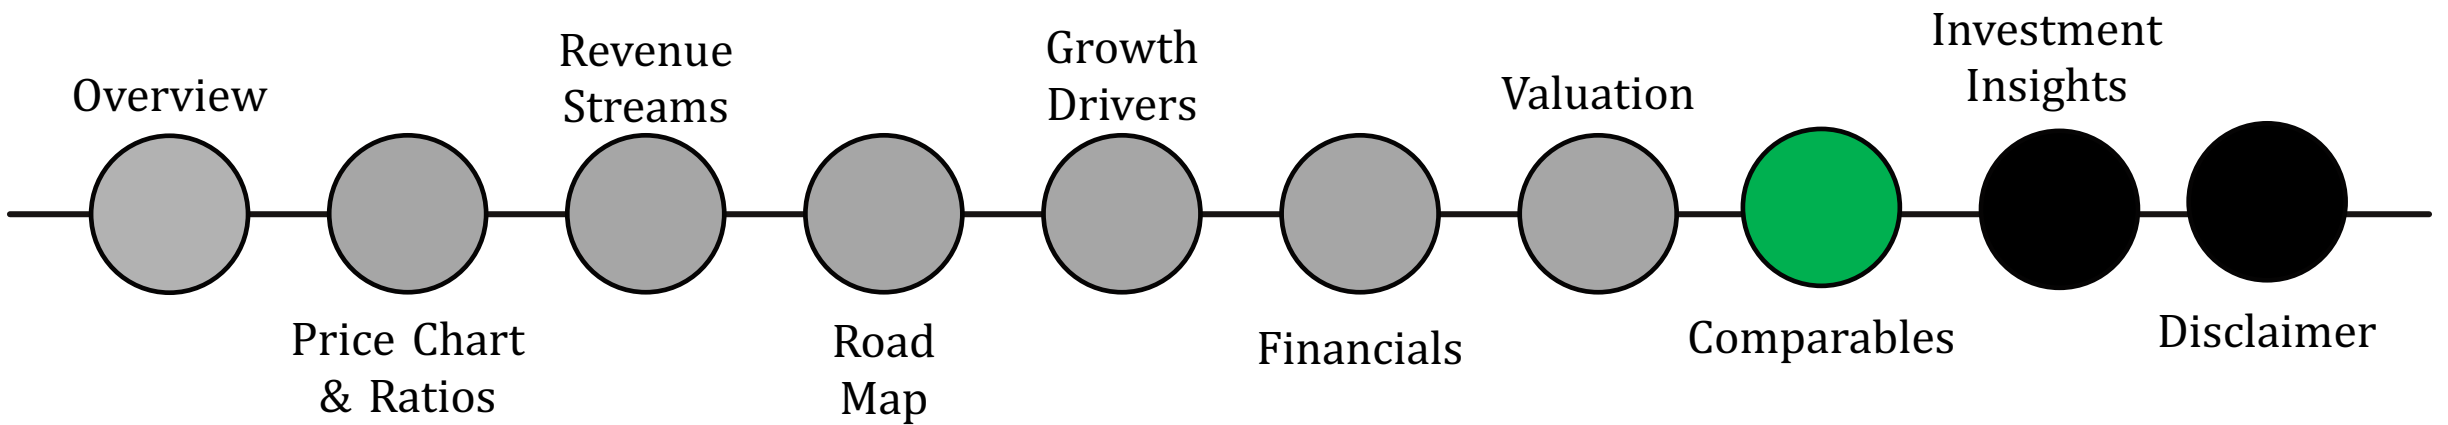 Overview
Price Chart
& Ratios
Revenue
Streams
Road
Map
Growth
Drivers
Financials
Valuation
Comparables
Investment
Insights
Disclaimer